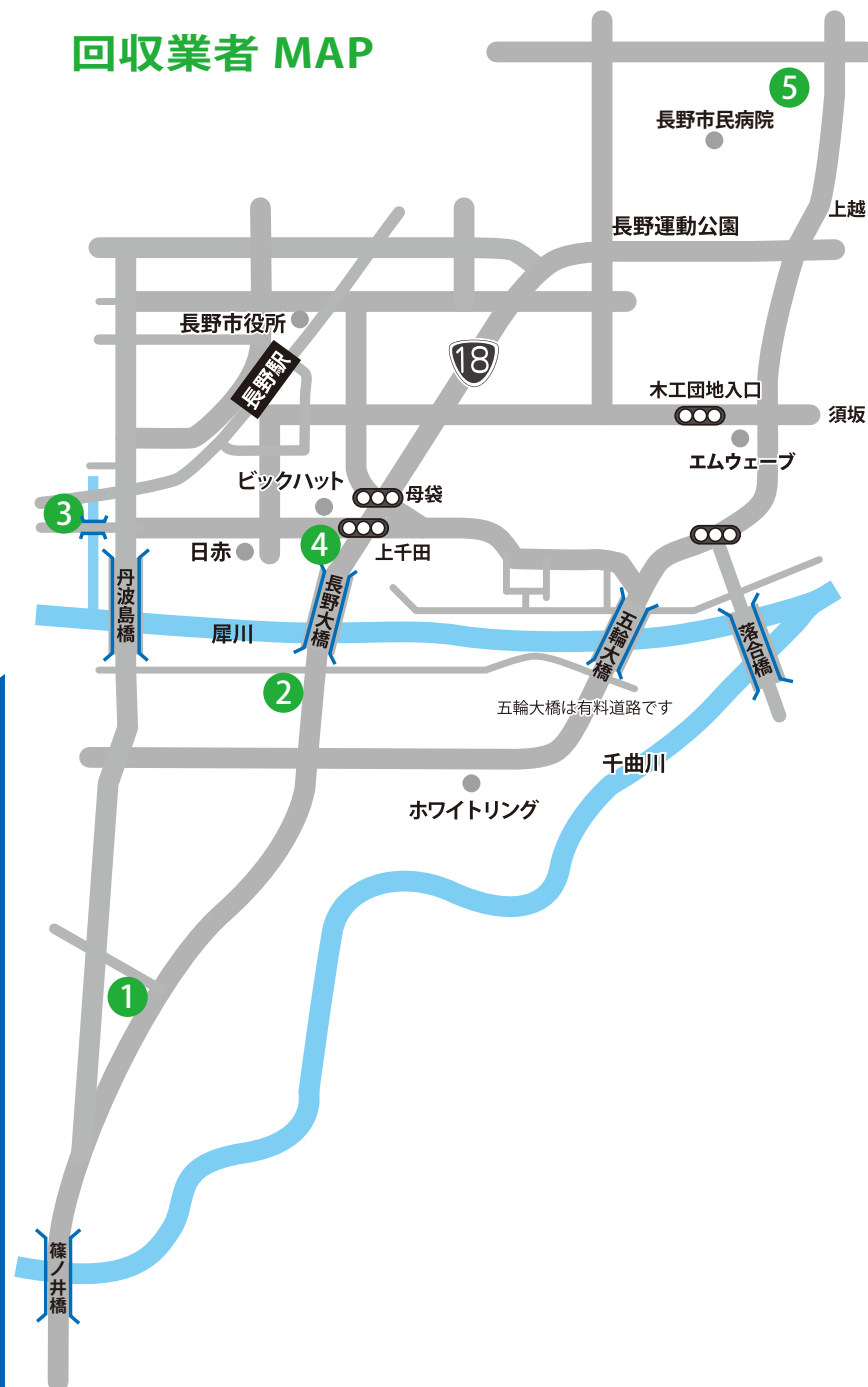 回収業者 MAP
5
長野市民病院
上越
長野運動公園
長野市役所
18
長野駅
木工団地入口
須坂
エムウェーブ
ビックハット
母袋
3
4
日赤
上千田
丹波島橋
長野大橋
五輪大橋
落合橋
犀川
2
五輪大橋は有料道路です
千曲川
ホワイトリング
1
篠ノ井橋